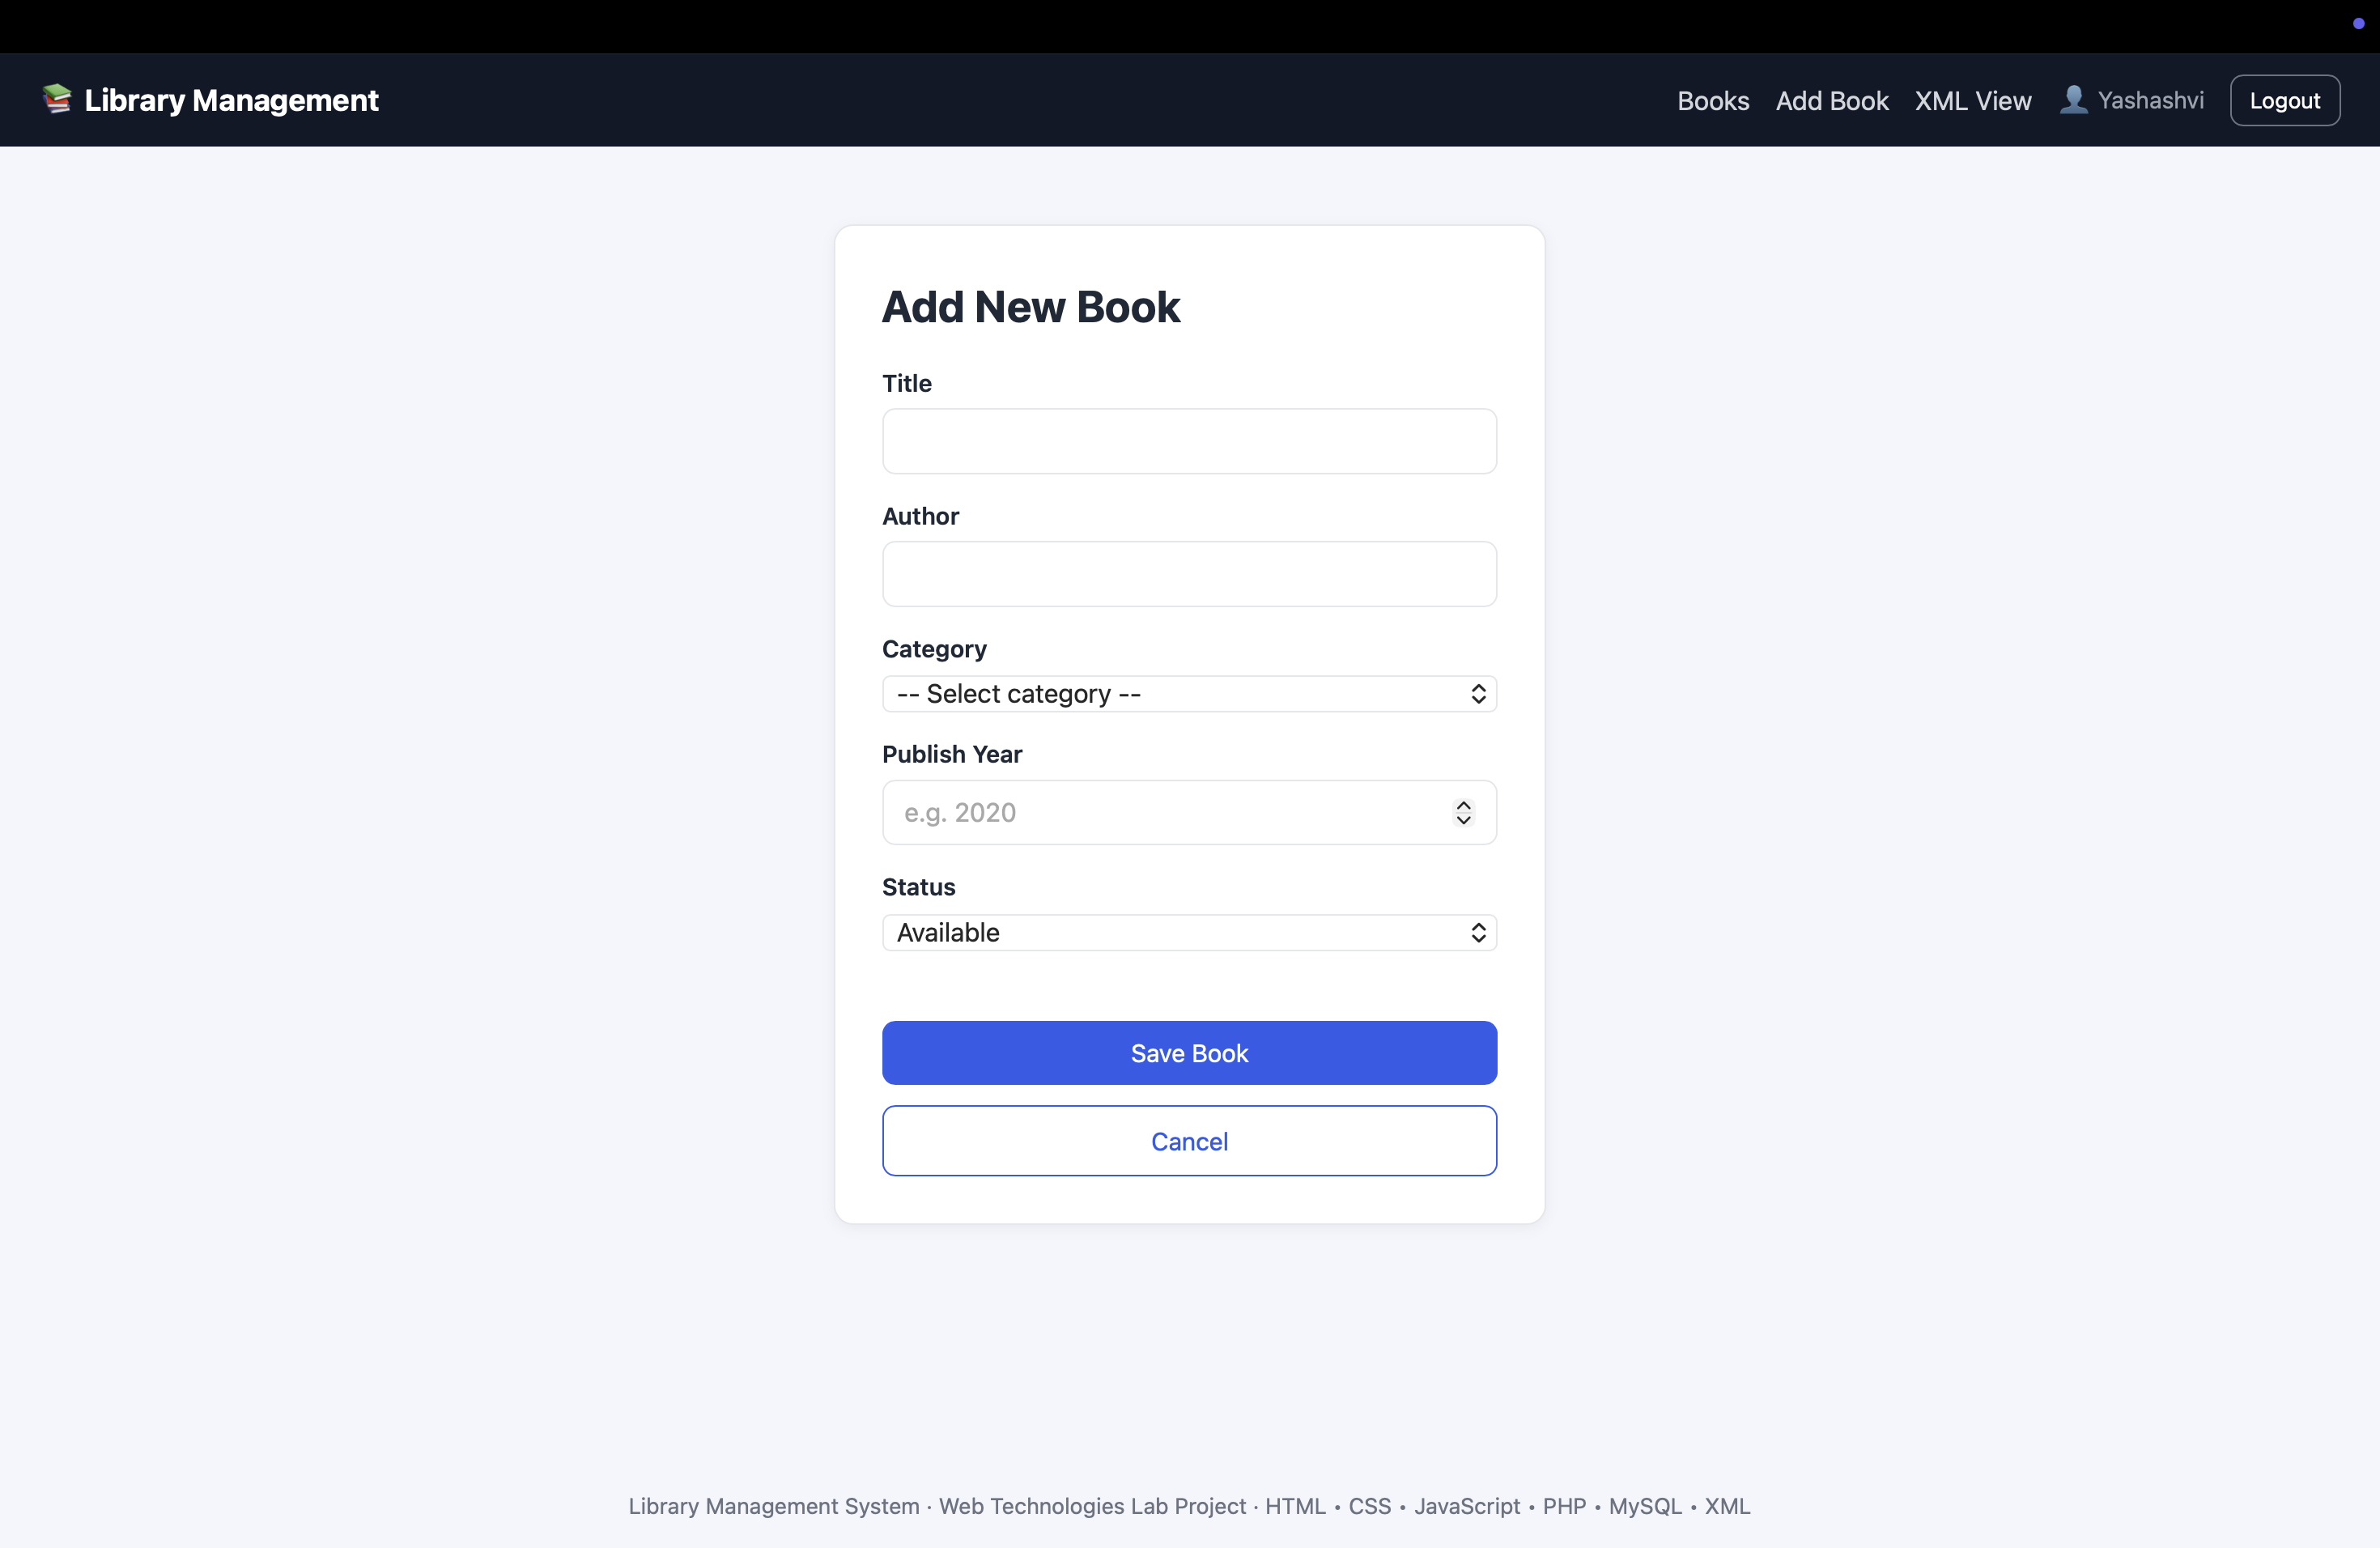 📚 Library Management
Books Add Book XML View 👤 Yashashvi Logout
Add New Book
Title
Author
Category
-- Select category --
Publish Year
e.g. 2020
Status
Available
Save Book
Cancel
Library Management System · Web Technologies Lab Project · HTML • CSS • JavaScript • PHP • MySQL • XML